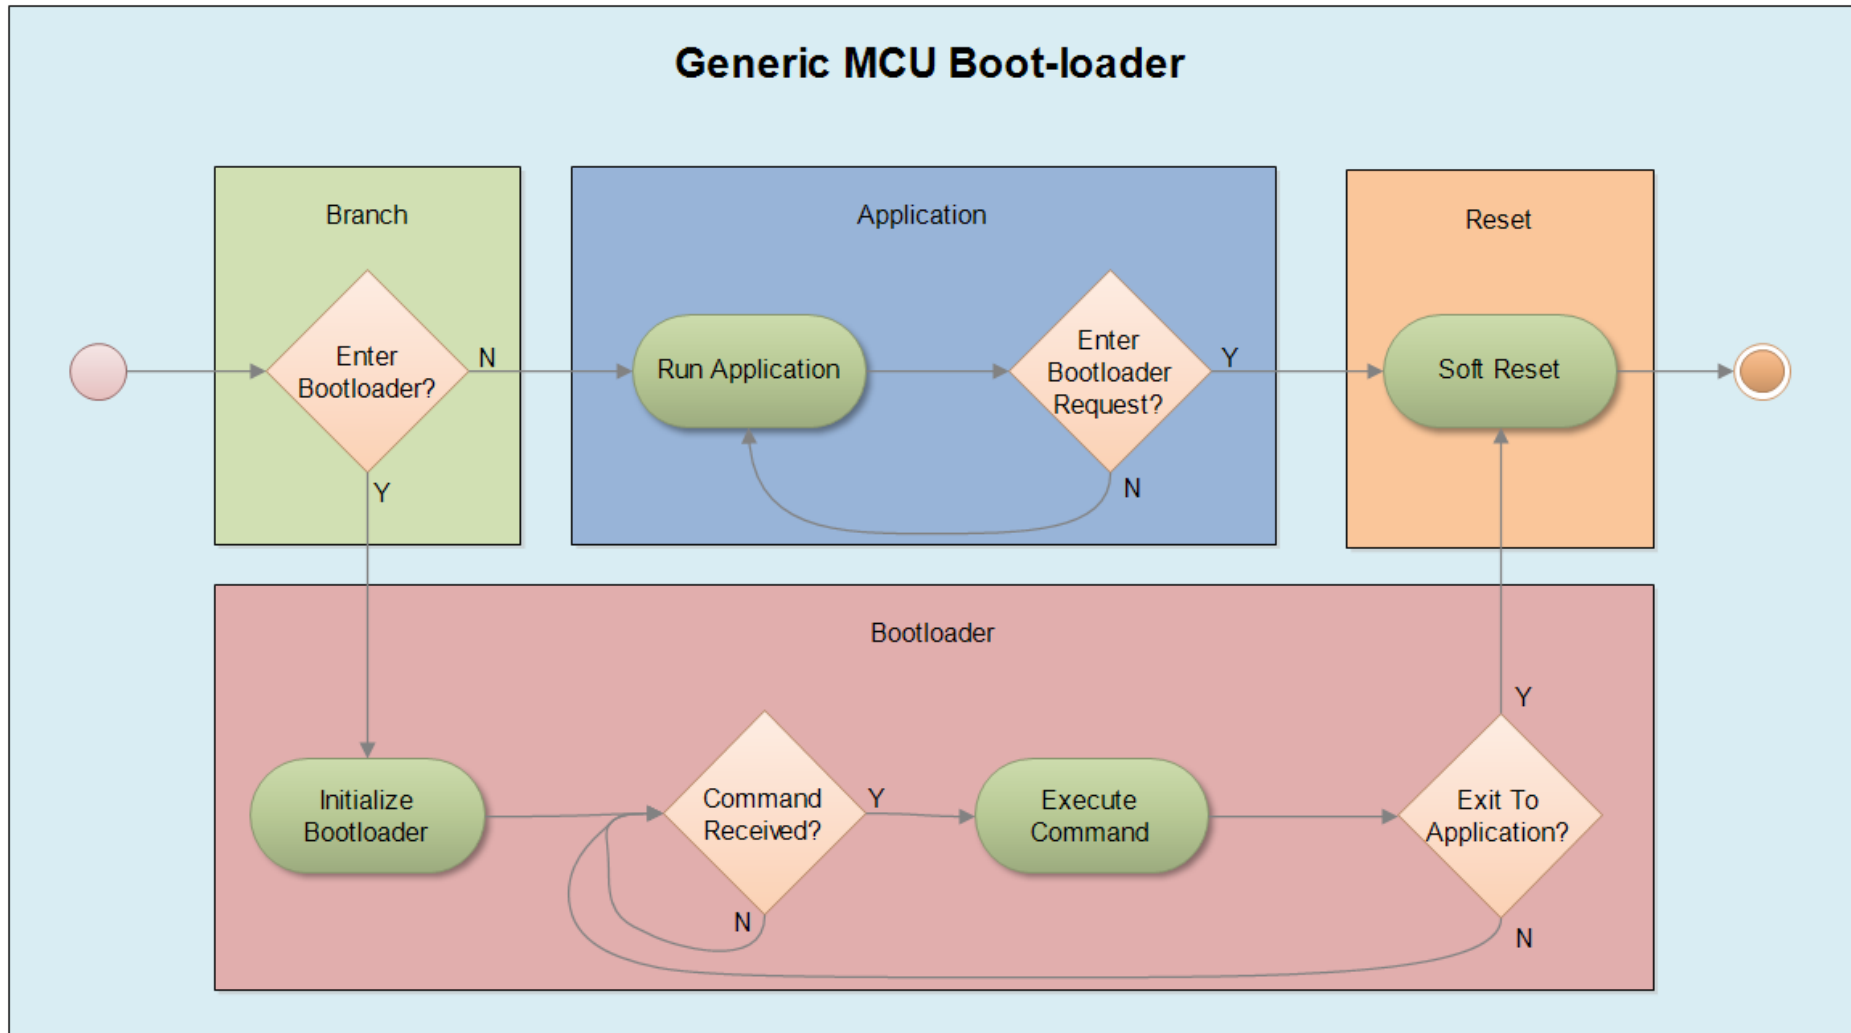 Generic MCU Boot-loader
Branch
Application
Reset
Enter
Bootloader?
N
Y
Run Application
Enter
Bootloader
Request?
Y
N
Soft Reset
Bootloader
Initialize
Bootloader
Command
Received?
Y
N
Execute
Command
Exit To
Application?
Y
N